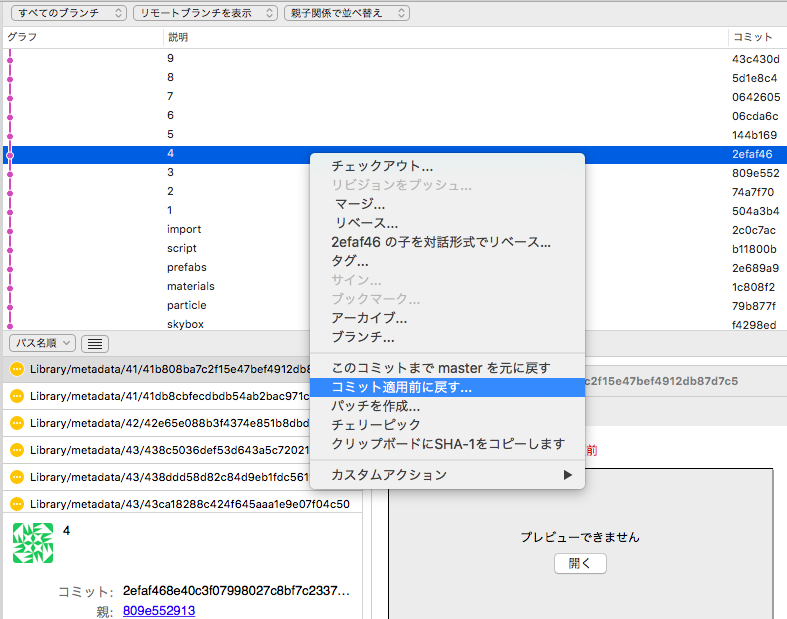 すべてのブランチ リモートブランチを表示 親子関係で並べ替え
グラフ 説明 コミット
9 43c430d
8 5d1e8c4
7 0642605
6 06cda6c
5 144b169
4 2efaf46
3 809e552
2 74a7f70
1 504a3b4
import 2c0c7ac
script b11800b
prefabs 2e689a9
materials 1c808f2
particle 79b877f
skybox f4298ed
チェックアウト...
リビジョンをプッシュ...
マージ...
リベース...
2efaf46 の子を対話形式でリベース...
タグ...
サイン...
ブックマーク...
アーカイブ...
ブランチ...
このコミットまで master を元に戻す
コミット適用前に戻す...
パッチを作成...
チェリーピック
クリップボードにSHA-1をコピーします
カスタムアクション
パス名順
Library/metadata/41/41b808ba7c2f15e47bef4912db8
Library/metadata/41/41db8cbfecdbdb54ab2bac971c
Library/metadata/42/42e65e088b3f4374e851b8dbd
Library/metadata/43/438c5036def53d643a5c72021
Library/metadata/43/438ddd58d82c84d9eb1fdc561
Library/metadata/43/43ca18288c424f645aaa1e9e07f04c50
c2f15e47bef4912db87d7c5
前
プレビューできません
開く
4
コミット: 2efaf468e40c3f07998027c8bf7c2337...
親: 809e552913